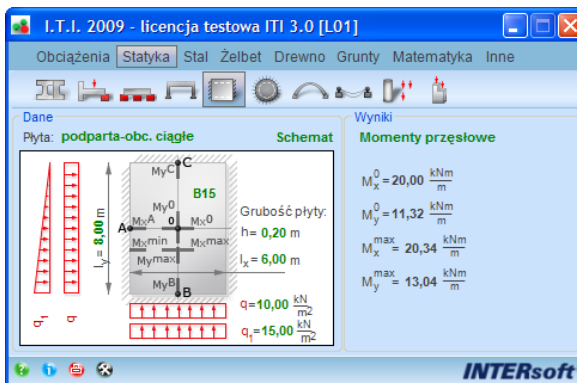 I.T.I. 2009 - licencja testowa ITI 3.0 [L01]
Obciążenia Statyka Stal Żelbet Drewno Grunty Matematyka Inne
Dane
Płyta: podparta-obc. ciągłe Schemat
MyC C
B15
My0
MxA 0 Mx0
A
Mxmin Mxmax
Mymax
MyB B
ly = 8,00 m
q1 q
Grubość płyty:
h= 0,20 m
lx = 6,00 m
q=10,00 kN/m2
q1=15,00 kN/m2
Wyniki
Momenty przęsłowe
Mx0 = 20,00 kNm/m
My0 = 11,32 kNm/m
Mxmax = 20,34 kNm/m
Mymax = 13,04 kNm/m
INTERsoft